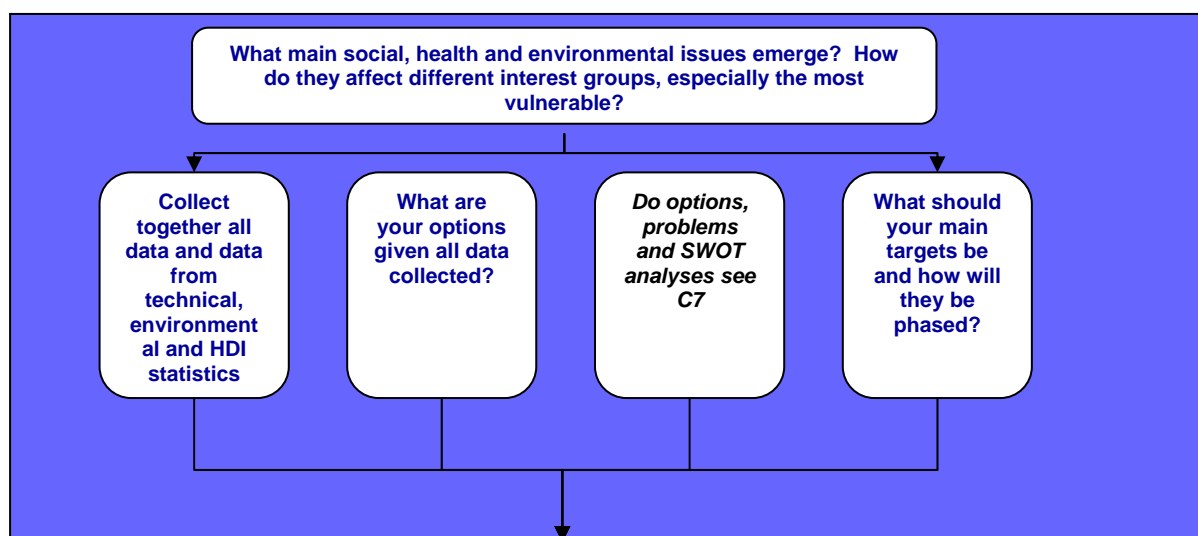 What main social, health and environmental issues emerge?  How
do they affect different interest groups, especially the most
vulnerable?
Collect
together all
data and data
from
technical,
environment
al and HDI
statistics
What are
your options
given all data
collected?
Do options,
problems
and SWOT
analyses see
C7
What should
your main
targets be
and how will
they be
phased?